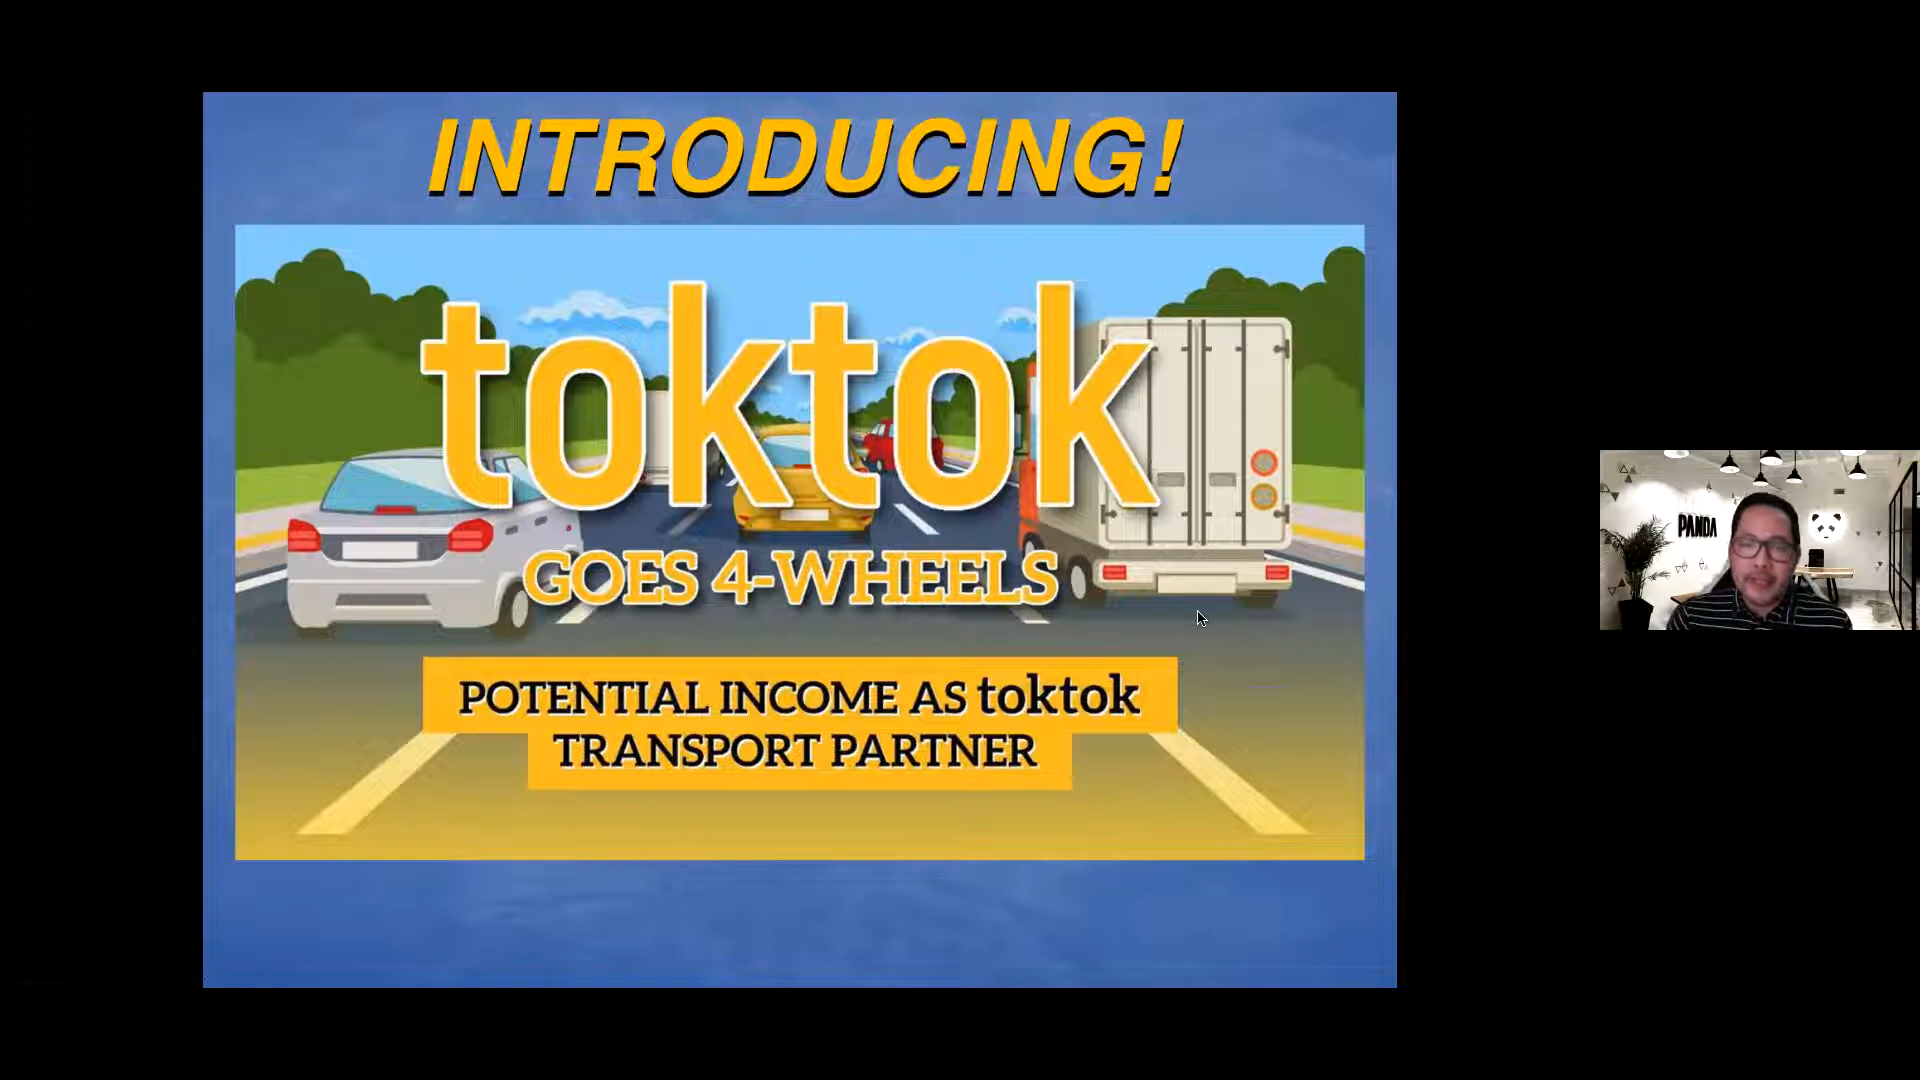 INTRODUCING!
toktok
GOES 4-WHEELS
POTENTIAL INCOME AS toktok
TRANSPORT PARTNER
PANDA